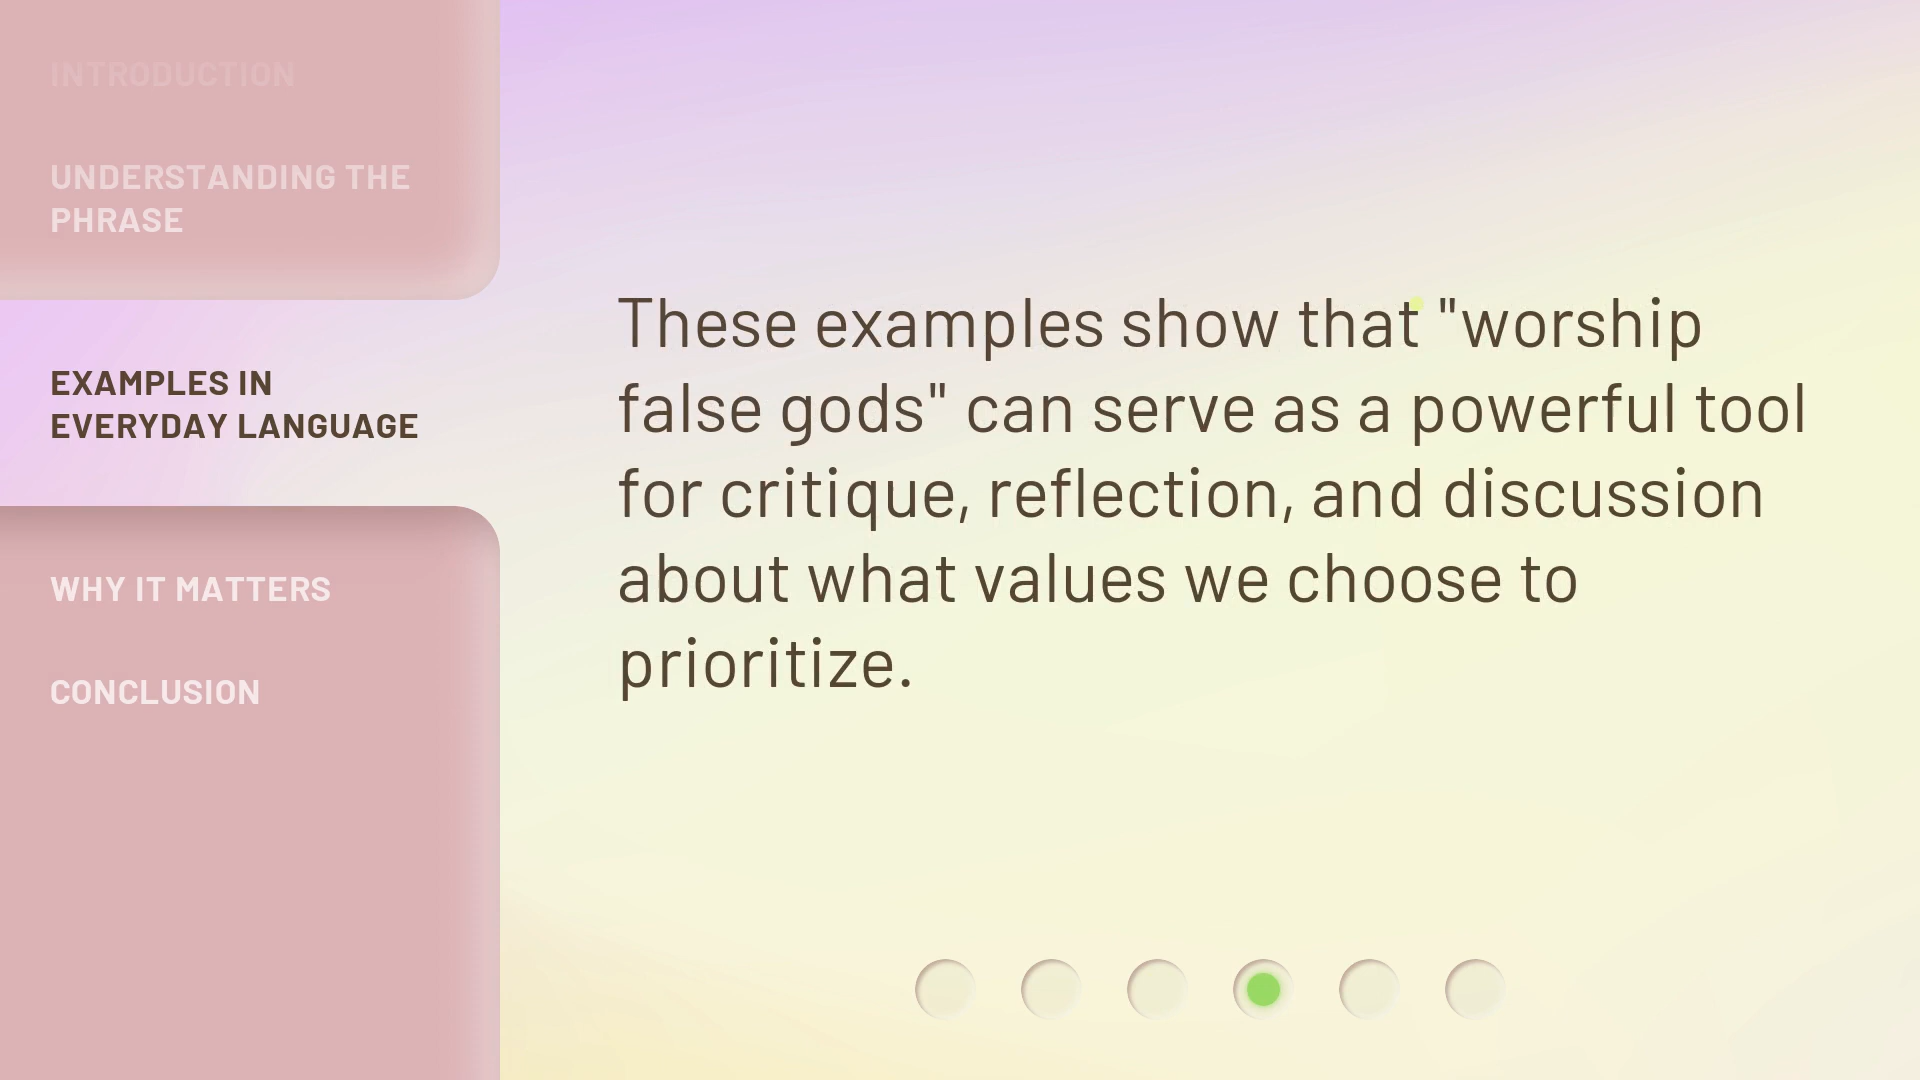 INTRODUCTION
UNDERSTANDING THE
PHRASE
EXAMPLES IN
EVERYDAY LANGUAGE
WHY IT MATTERS
CONCLUSION
These examples show that "worship
false gods" can serve as a powerful tool
for critique, reflection, and discussion
about what values we choose to
prioritize.